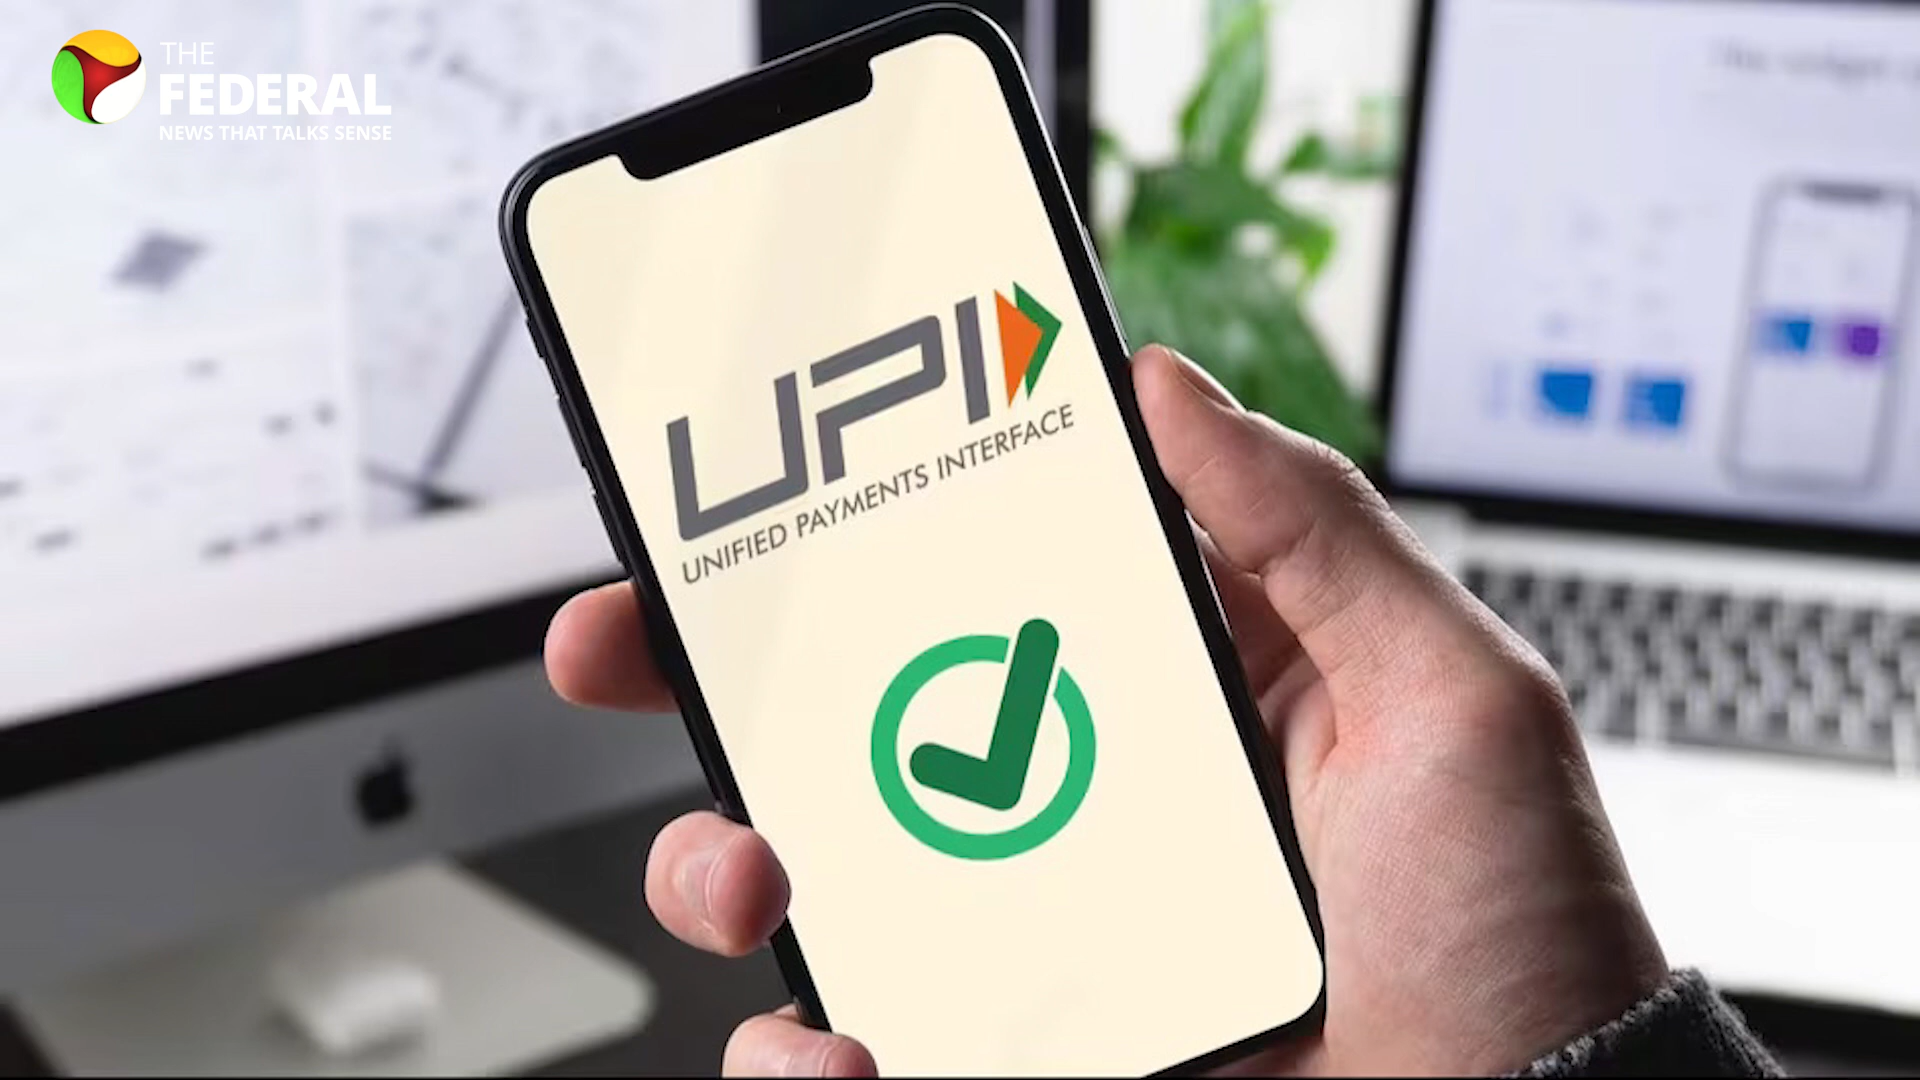 THE
FEDERAL
NEWS THAT TALKS SENSE
UPI
UNIFIED PAYMENTS INTERFACE